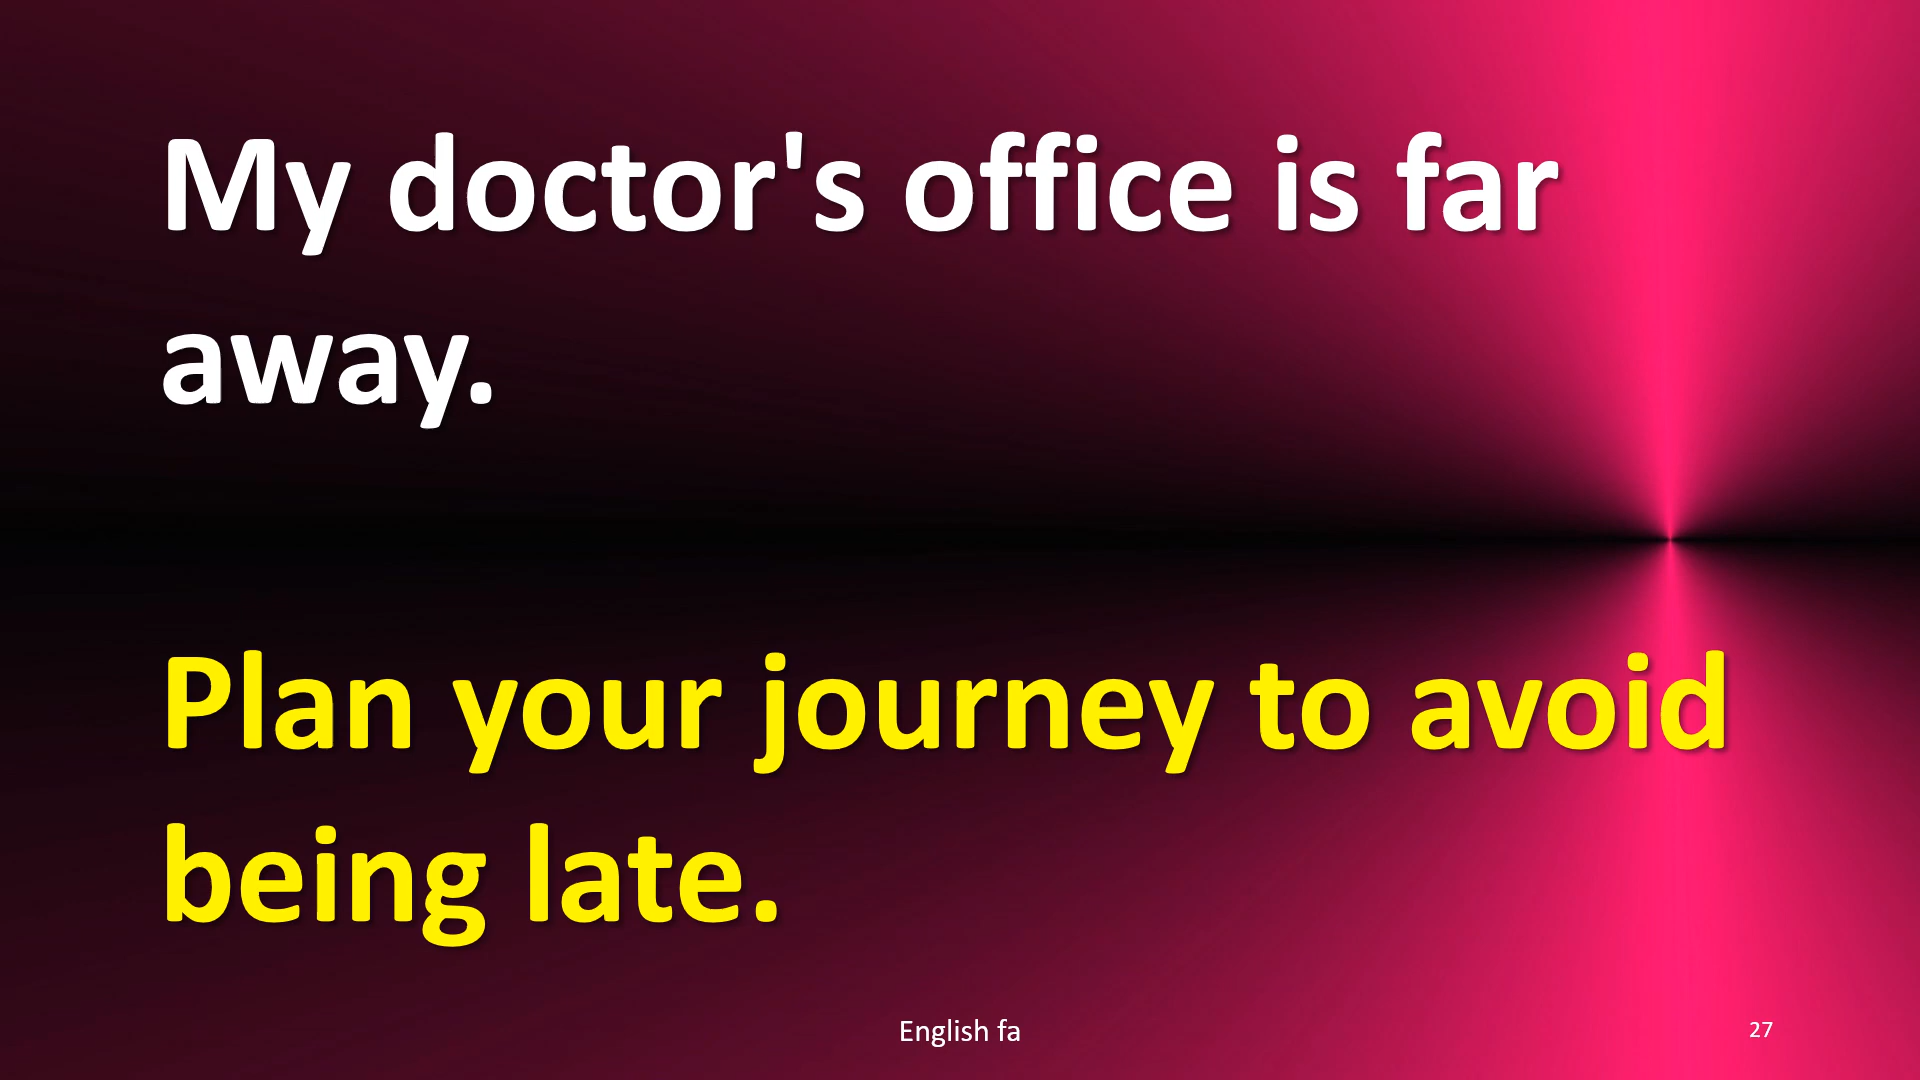 My doctor's office is far
away.
Plan your journey to avoid
being late.
English fa
27